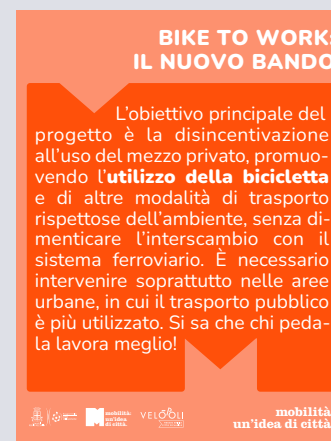 BIKE TO WORK:
IL NUOVO BANDO
L'obiettivo principale del
progetto è la disincentivazione
all'uso del mezzo privato, promuo-
vendo l'utilizzo della bicicletta
e di altre modalità di trasporto
rispettose dell'ambiente, senza di-
menticare l'interscambio con il
sistema ferroviario. È necessario
intervenire soprattutto nelle aree
urbane, in cui il trasporto pubblico
è più utilizzato. Si sa che chi peda-
la lavora meglio!
mobilità:
un'idea
di città.
mobilità
un'idea di città